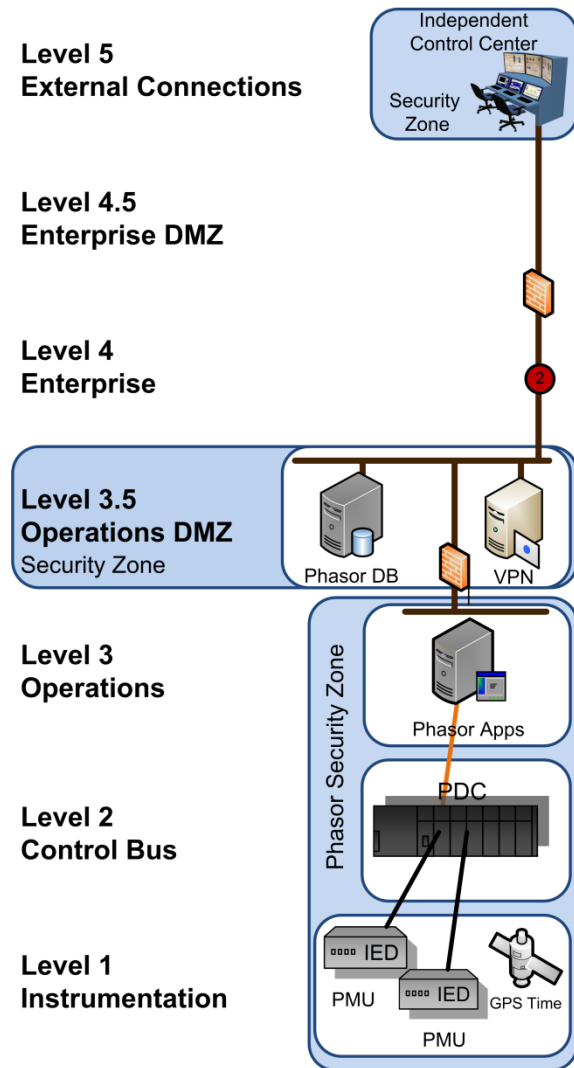 Independent
Control Center
Level 5
External Connections
Security
Zone
Level 4.5
Enterprise DMZ
Level 4
Enterprise
2
Level 3.5
Operations DMZ
Security Zone
Phasor DB
VPN
Phasor Security Zone
Level 3
Operations
Phasor Apps
PDC
Level 2
Control Bus
Level 1
Instrumentation
IED
PMU
IED
PMU
GPS Time